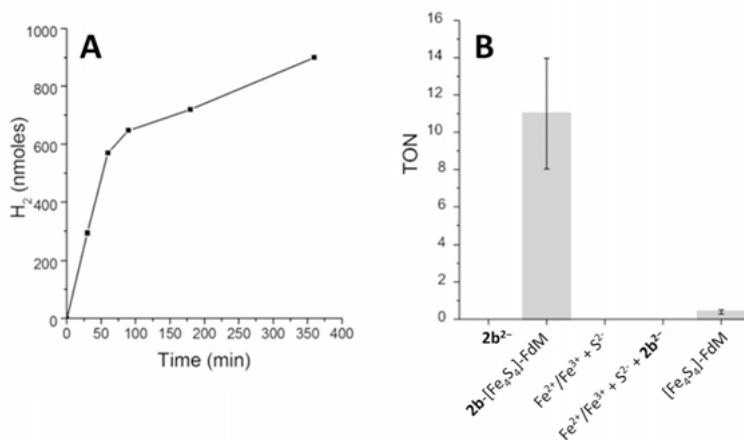 A
1000
800
600
400
200
0
H₂ (nmoles)
0 50 100 150 200 250 300 350 400
Time (min)
B
16
14
12
10
8
6
4
2
0
TON
2b²⁻
2b-[Fe₄S₄]-FdM
Fe²⁺/Fe³⁺ + S²⁻
Fe²⁺/Fe³⁺ + S²⁻ + 2b²⁻
[Fe₄S₄]-FdM